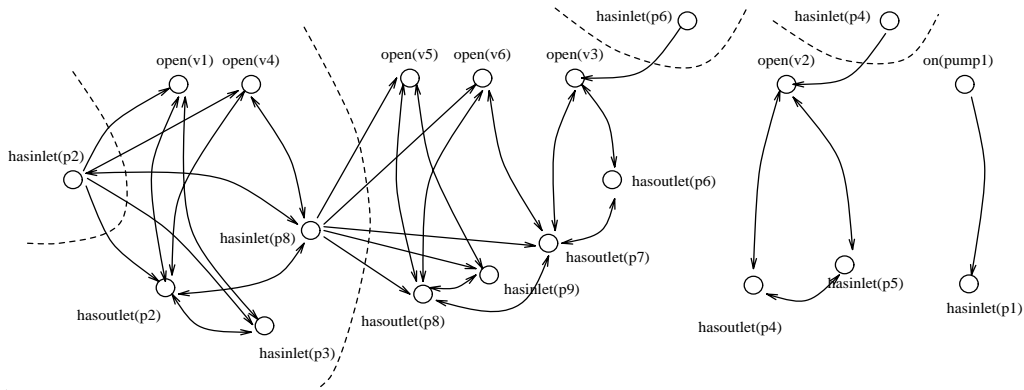 hasinlet(p6)
hasinlet(p4)
open(v1)
open(v4)
open(v5)
open(v6)
open(v3)
open(v2)
on(pump1)
hasinlet(p2)
hasoutlet(p6)
hasinlet(p8)
hasoutlet(p7)
hasinlet(p9)
hasinlet(p5)
hasoutlet(p2)
hasoutlet(p8)
hasoutlet(p4)
hasinlet(p1)
hasinlet(p3)